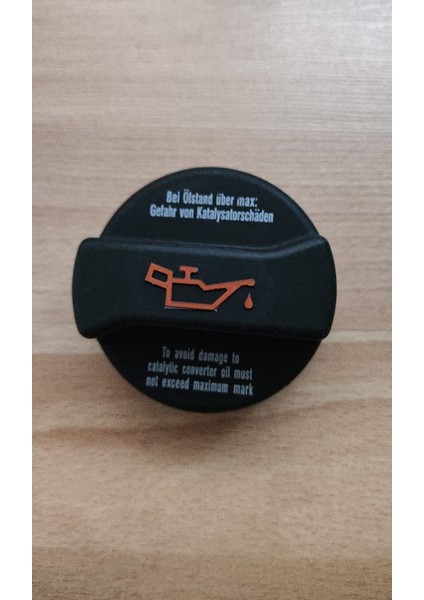 Bei Ölstand über max:
Gefahr von Katalysatorschäden
To avoid damage to
catalytic converter oil must
not exceed maximum mark